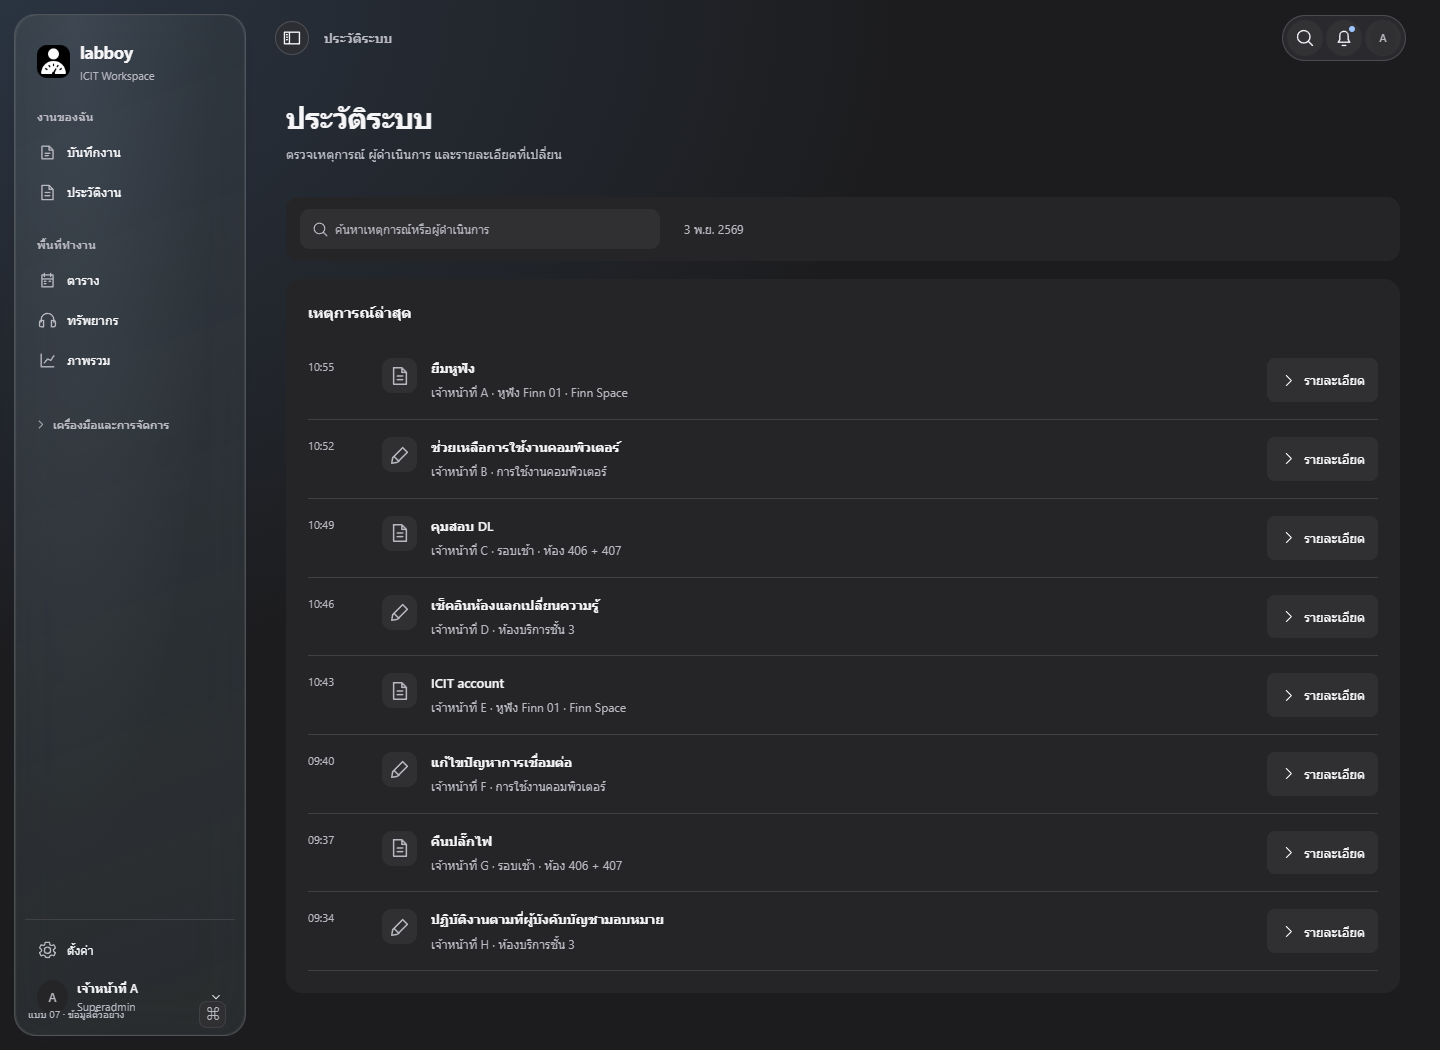 labboy
ICIT Workspace
งานของฉัน
บันทึกงาน
ประวัติงาน
พื้นที่ทำงาน
ตาราง
ทรัพยากร
ภาพรวม
เครื่องมือและการจัดการ
ตั้งค่า
A
เจ้าหน้าที่ A
Superadmin
แบบ 07 · ข้อมูลตัวอย่าง
ประวัติระบบ
A
ประวัติระบบ
ตรวจเหตุการณ์ ผู้ดำเนินการ และรายละเอียดที่เปลี่ยน
ค้นหาเหตุการณ์หรือผู้ดำเนินการ
3 พ.ย. 2569
เหตุการณ์ล่าสุด
10:55
ยืมหูฟัง
เจ้าหน้าที่ A · หูฟัง Finn 01 · Finn Space
รายละเอียด
10:52
ช่วยเหลือการใช้งานคอมพิวเตอร์
เจ้าหน้าที่ B · การใช้งานคอมพิวเตอร์
รายละเอียด
10:49
คุมสอบ DL
เจ้าหน้าที่ C · รอบเช้า · ห้อง 406 + 407
รายละเอียด
10:46
เช็คอินห้องแลกเปลี่ยนความรู้
เจ้าหน้าที่ D · ห้องบริการชั้น 3
รายละเอียด
10:43
ICIT account
เจ้าหน้าที่ E · หูฟัง Finn 01 · Finn Space
รายละเอียด
09:40
แก้ไขปัญหาการเชื่อมต่อ
เจ้าหน้าที่ F · การใช้งานคอมพิวเตอร์
รายละเอียด
09:37
คืนปลั๊กไฟ
เจ้าหน้าที่ G · รอบเช้า · ห้อง 406 + 407
รายละเอียด
09:34
ปฏิบัติงานตามที่ผู้บังคับบัญชามอบหมาย
เจ้าหน้าที่ H · ห้องบริการชั้น 3
รายละเอียด